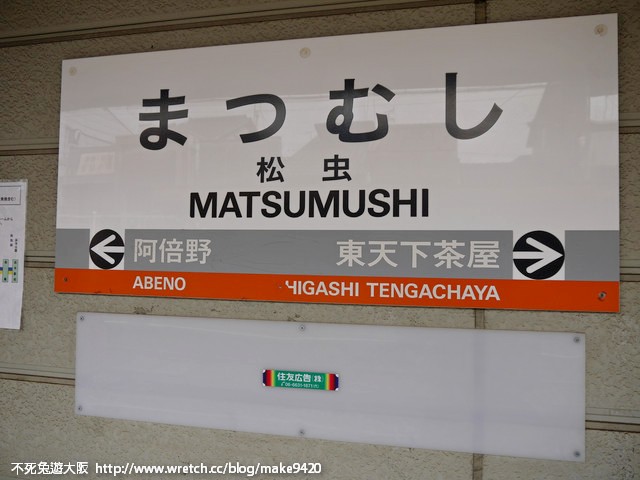 まつむし
松虫
MATSUMUSHI
阿倍野 東天下茶屋
ABENO HIGASHI TENGACHAYA
住友広告(株)
不死兔遊大阪 http://www.wretch.cc/blog/make9420